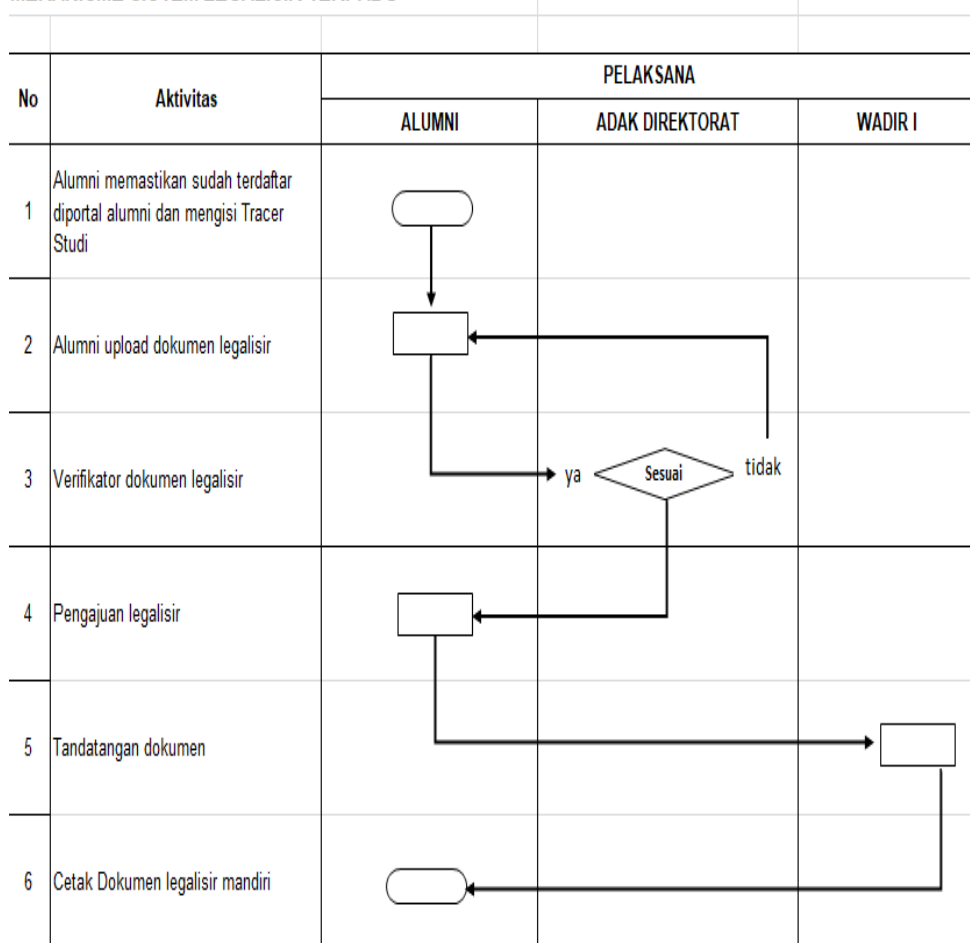 No
Aktivitas
PELAKSANA
ALUMNI
ADAK DIREKTORAT
WADIR I
1
Alumni memastikan sudah terdaftar
diportal alumni dan mengisi Tracer
Studi
2
Alumni upload dokumen legalisir
3
Verifikator dokumen legalisir
ya
Sesuai
tidak
4
Pengajuan legalisir
5
Tandatangan dokumen
6
Cetak Dokumen legalisir mandiri